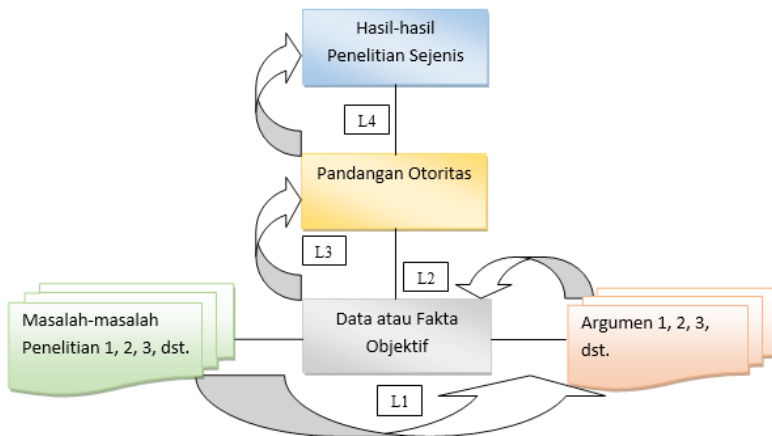 Hasil-hasil
Penelitian Sejenis
L4
Pandangan Otoritas
L3
L2
Masalah-masalah
Penelitian 1, 2, 3, dst.
Data atau Fakta
Objektif
Argumen 1, 2, 3,
dst.
L1